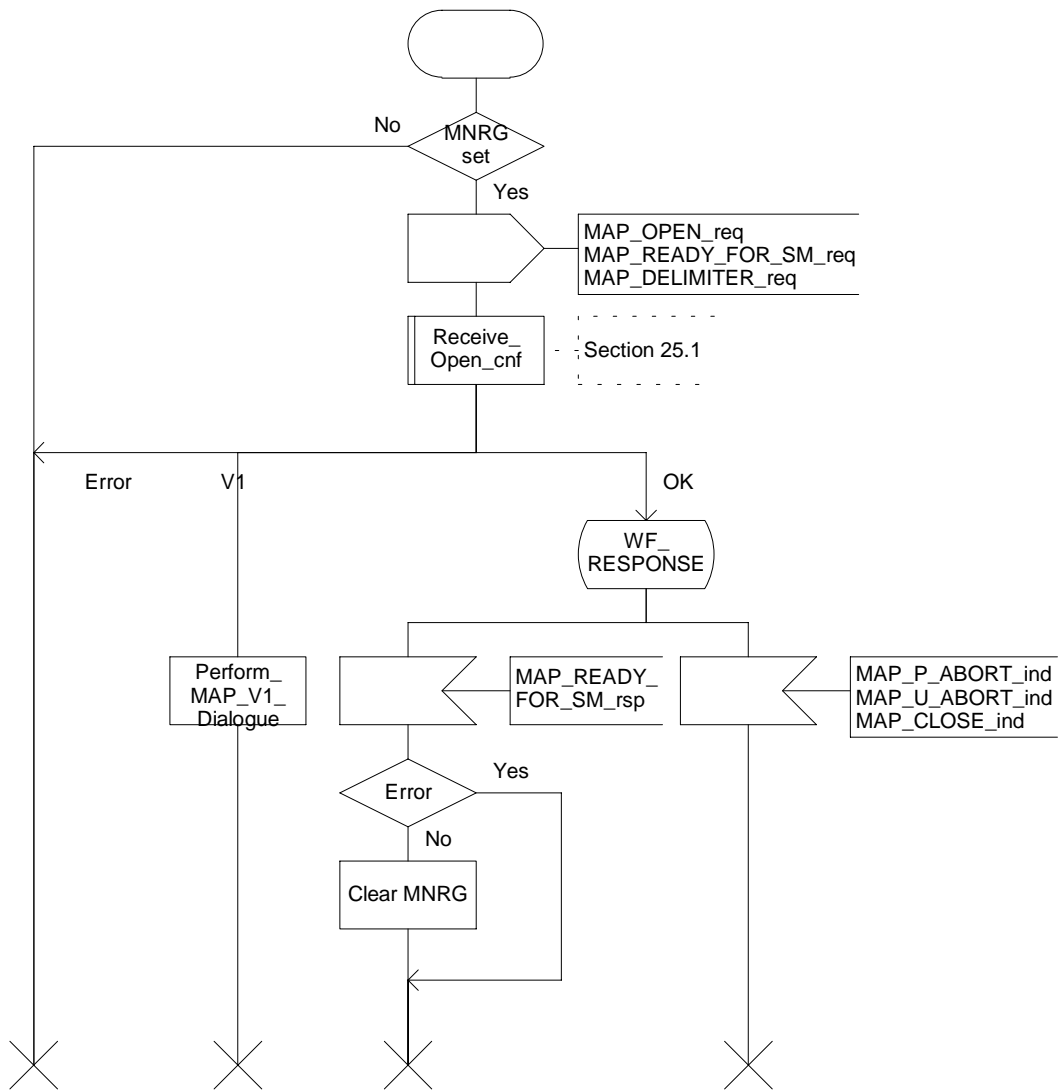 No
MNRG
set
Yes
MAP_OPEN_req
MAP_READY_FOR_SM_req
MAP_DELIMITER_req
Receive_
Open_cnf
Section 25.1
Error
V1
OK
WF_
RESPONSE
Perform_
MAP_V1_
Dialogue
MAP_READY_
FOR_SM_rsp
MAP_P_ABORT_ind
MAP_U_ABORT_ind
MAP_CLOSE_ind
Error
Yes
No
Clear MNRG